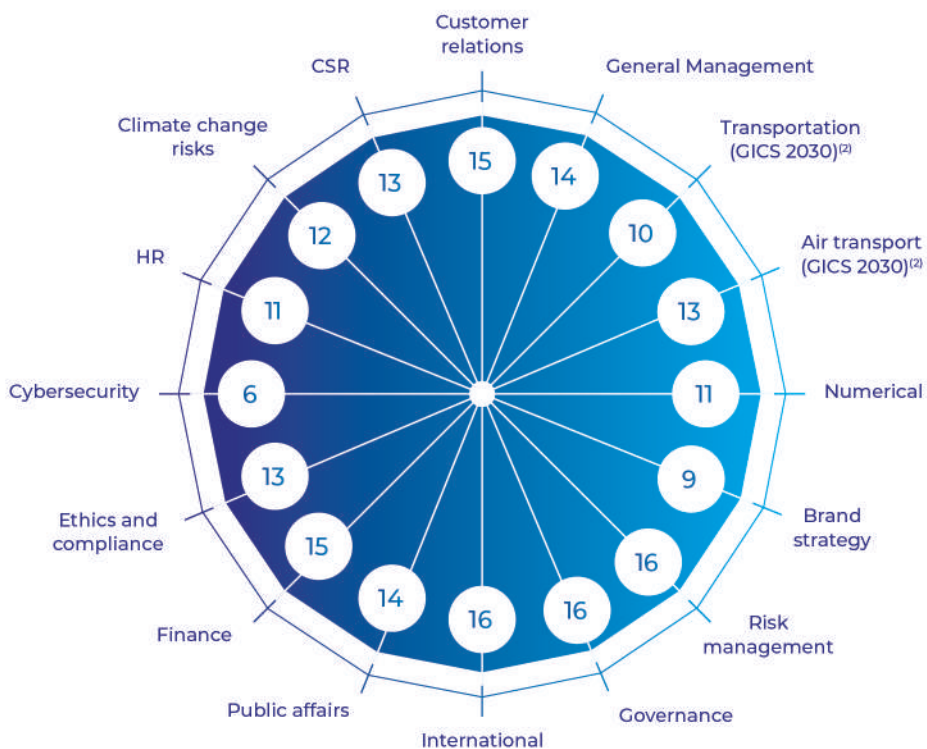 Customer
relations
15
General Management
14
Transportation
(GICS 2030)(2)
10
Air transport
(GICS 2030)(2)
13
Numerical
11
Brand
strategy
9
Risk
management
16
Governance
16
International
16
Public affairs
14
Finance
15
Ethics and
compliance
13
Cybersecurity
6
HR
11
Climate change
risks
12
CSR
13